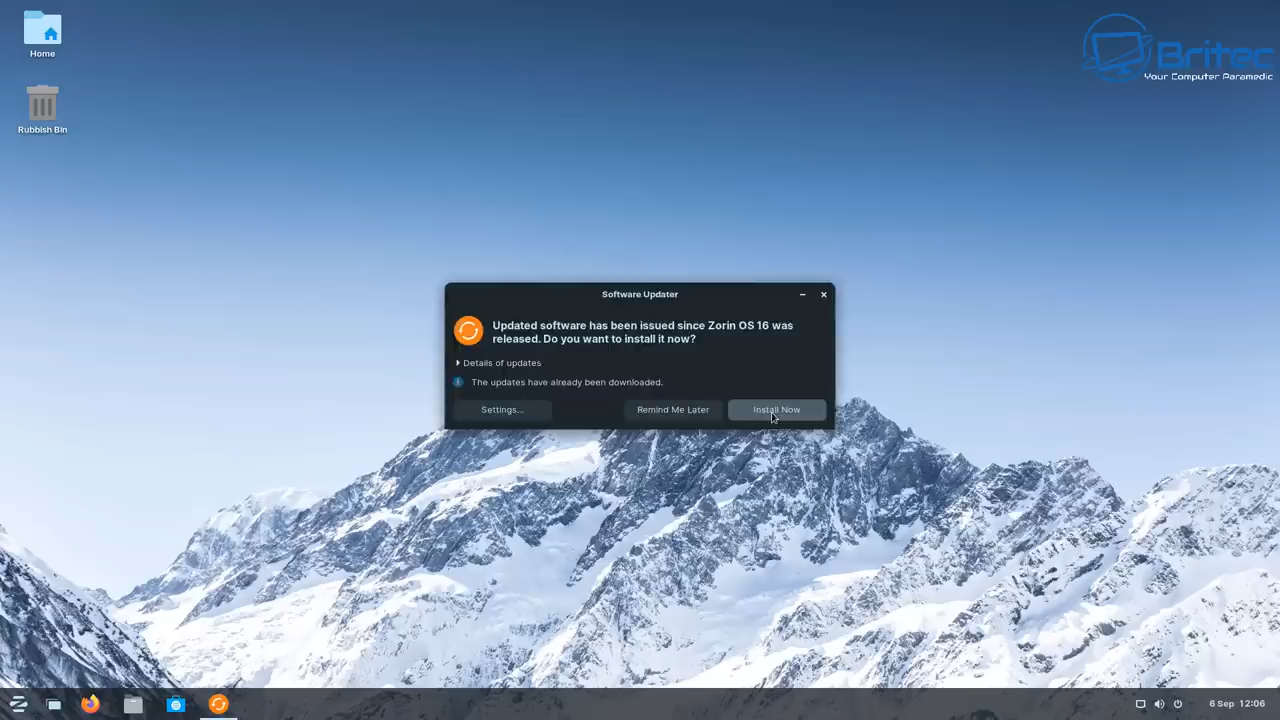 Home
Rubbish Bin
Britec
Your Computer Paramedic
Software Updater
Updated software has been issued since Zorin OS 16 was
released. Do you want to install it now?
Details of updates
The updates have already been downloaded.
Settings...
Remind Me Later
Install Now
6 Sep 12:06